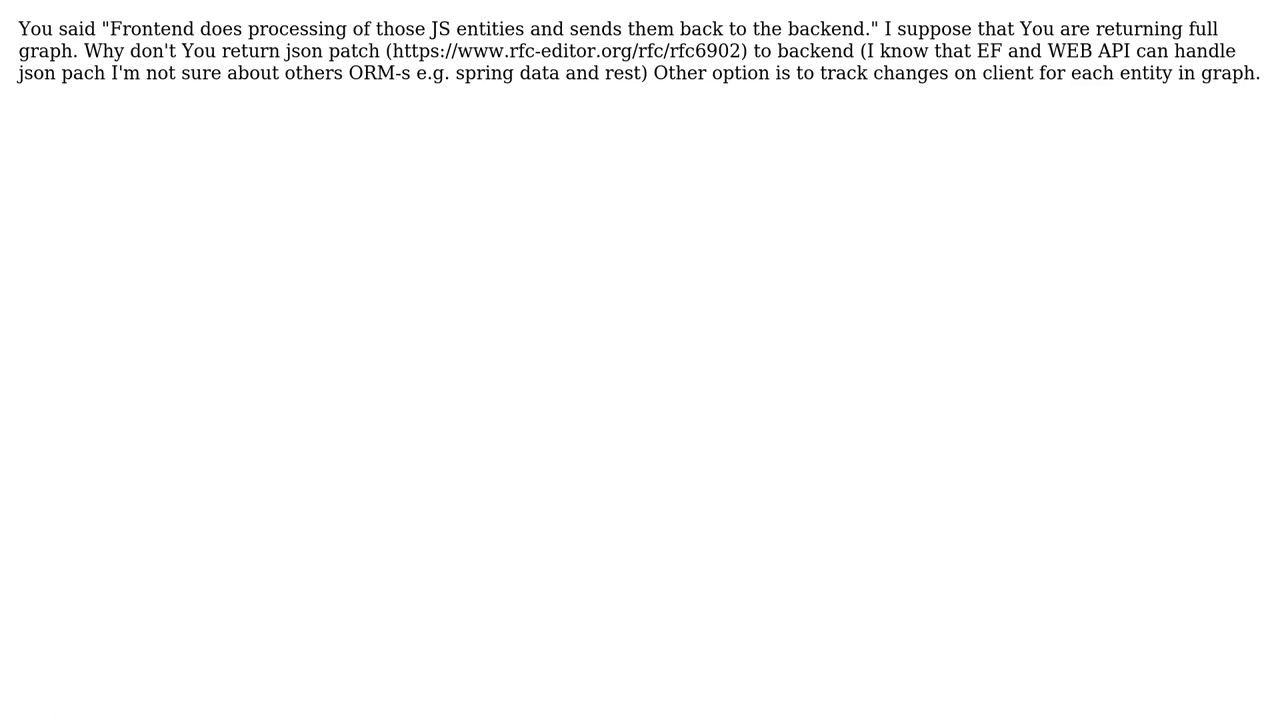 You said "Frontend does processing of those JS entities and sends them back to the backend." I suppose that You are returning full
graph. Why don't You return json patch (https://www.rfc-editor.org/rfc/rfc6902) to backend (I know that EF and WEB API can handle
json pach I'm not sure about others ORM-s e.g. spring data and rest) Other option is to track changes on client for each entity in graph.